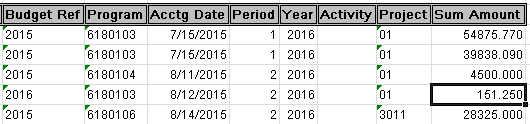 Budget Ref Program Acctg Date Period Year Activity Project Sum Amount
2015 6180103 7/15/2015 1 2016 01 54875.770
2015 6180103 7/15/2015 1 2016 01 39838.090
2015 6180104 8/11/2015 2 2016 01 4500.000
2016 6180103 8/12/2015 2 2016 01 151.250
2015 6180106 8/14/2015 2 2016 3011 28325.000